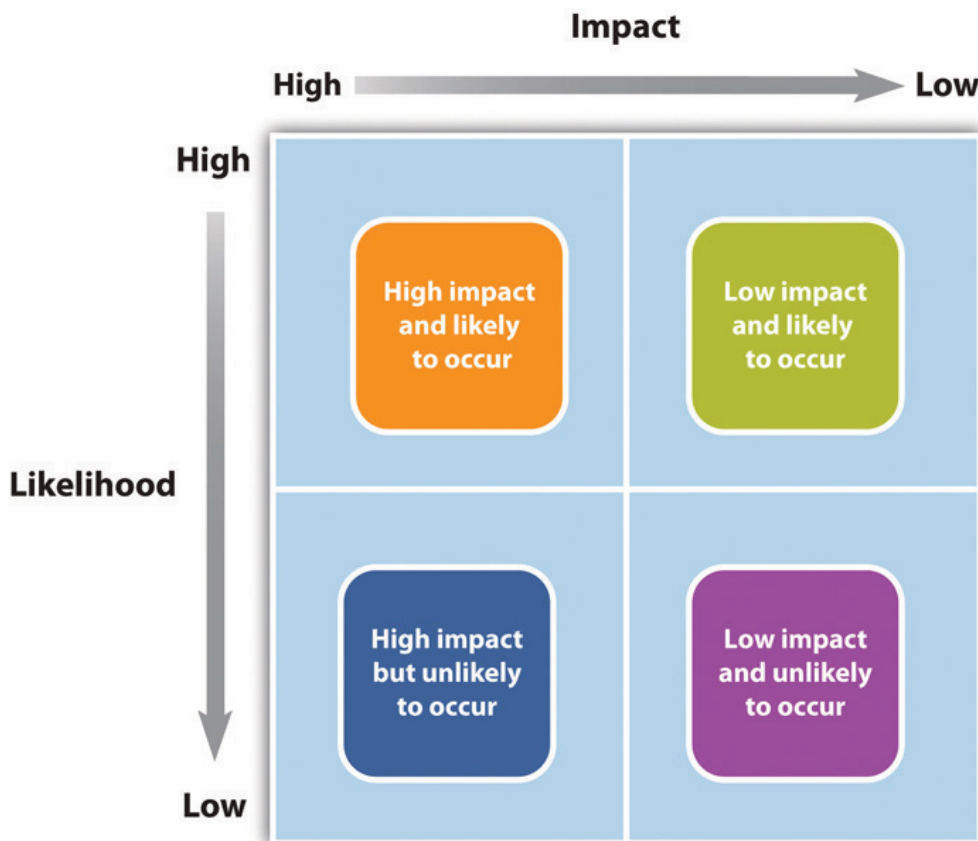 Impact
High
Low
High
High impact
and likely
to occur
Low impact
and likely
to occur
Likelihood
High impact
but unlikely
to occur
Low impact
and unlikely
to occur
Low